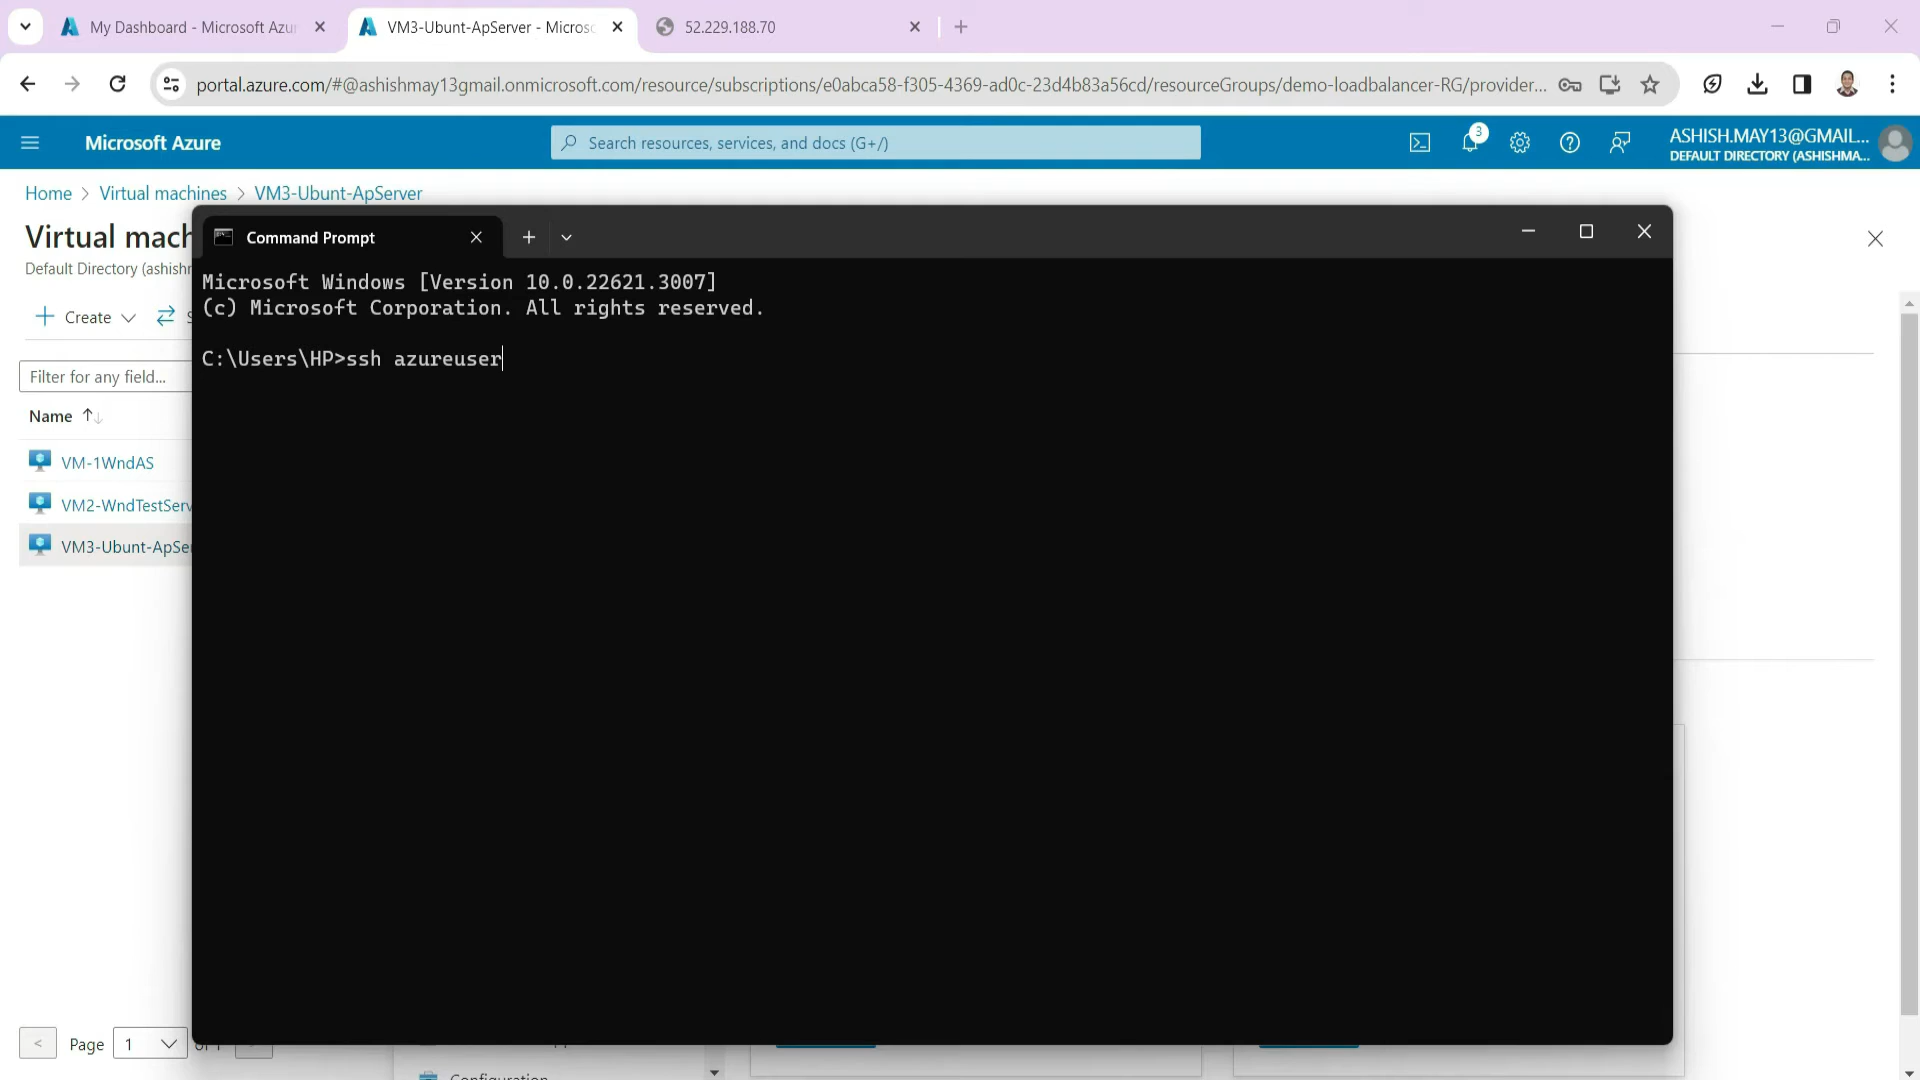 My Dashboard - Microsoft Azur
VM3-Ubunt-ApServer - Micros
52.229.188.70
portal.azure.com/#@ashishmay13gmail.onmicrosoft.com/resource/subscriptions/e0abca58-f305-4369-ad0c-23d4b83a56cd/resourceGroups/demo-loadbalancer-RG/provider...
Microsoft Azure
Search resources, services, and docs (G+/)
3
ASHISH.MAY13@GMAIL...
DEFAULT DIRECTORY (ASHISHMA...
Home > Virtual machines > VM3-Ubunt-ApServer
Virtual mach
Default Directory (ashishr
Create
Filter for any field...
Name
VM-1WndAS
VM2-WndTestServ
VM3-Ubunt-ApSer
Command Prompt
Microsoft Windows [Version 10.0.22621.3007]
(c) Microsoft Corporation. All rights reserved.
C:\Users\HP>ssh azureuser
< Page 1
Configuration